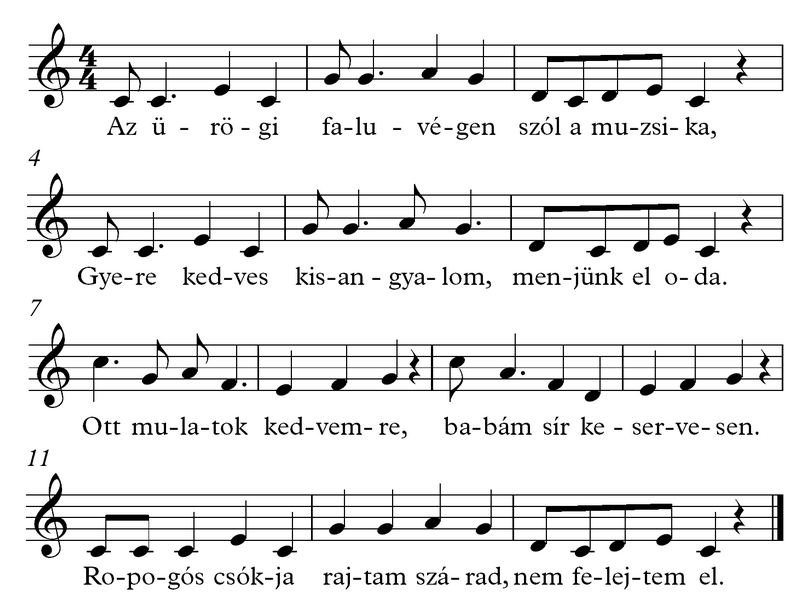 4
4
Az ü - rö - gi fa - lu - vé - gen szól a mu - zsi - ka,
4
Gye - re ked - ves kis - an - gya - lom, men - jünk el o - da.
7
Ott mu - la - tok ked - vem - re, ba - bám sír ke - ser - ve - sen.
11
Ro - po - gós csók - ja raj - tam szá - rad, nem fe - lej - tem el.